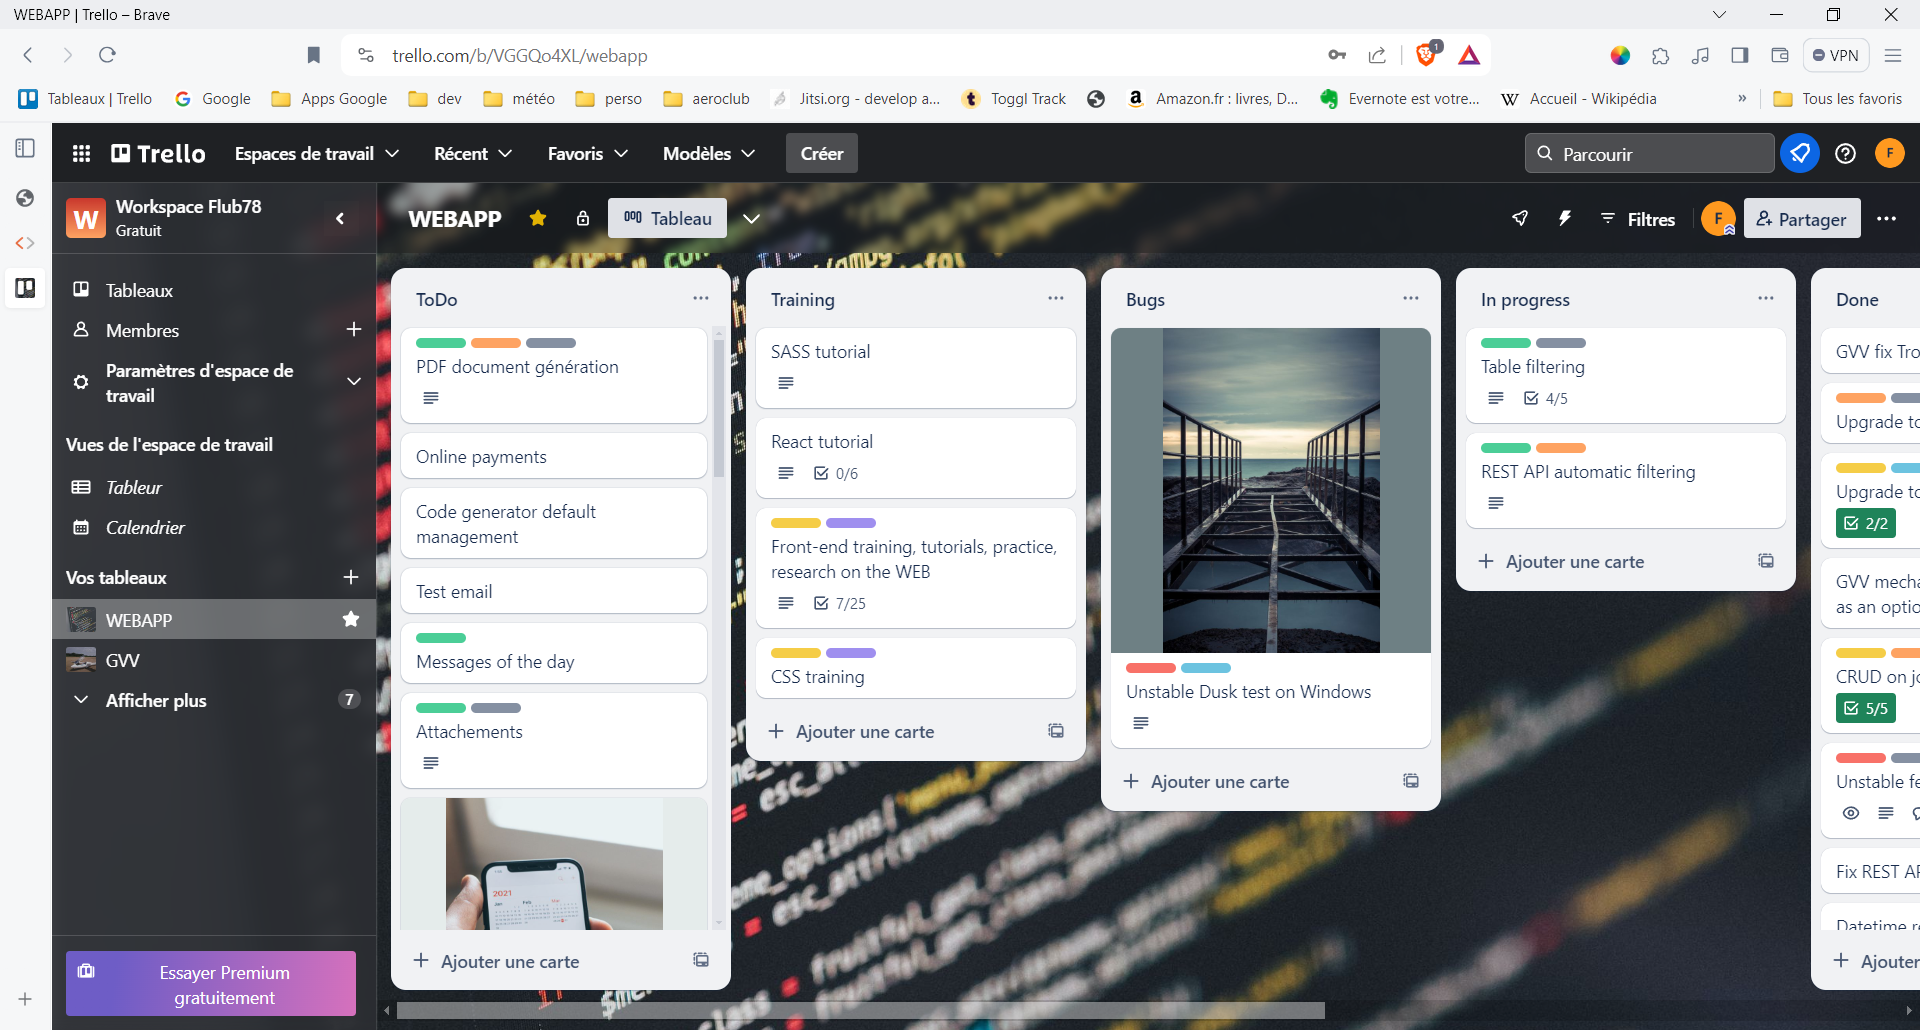 WEBAPP | Trello – Brave
trello.com/b/VGGQo4XL/webapp
1
VPN
Tableaux | Trello
Google
Apps Google
dev
météo
perso
aeroclub
Jitsi.org - develop a...
Toggl Track
Amazon.fr : livres, D...
Evernote est votre...
Accueil - Wikipédia
»
Tous les favoris
Trello
Espaces de travail
Récent
Favoris
Modèles
Créer
Parcourir
F
W
Workspace Flub78
Gratuit
WEBAPP
Tableau
Filtres
F
Partager
Tableaux
Membres
Paramètres d'espace de
travail
Vues de l'espace de travail
Tableur
Calendrier
Vos tableaux
WEBAPP
GVV
Afficher plus
7
Essayer Premium
gratuitement
ToDo
PDF document génération
Online payments
Code generator default
management
Test email
Messages of the day
Attachements
2021
Jan
Feb
Ajouter une carte
Training
SASS tutorial
React tutorial
0/6
Front-end training, tutorials, practice,
research on the WEB
7/25
CSS training
Ajouter une carte
Bugs
Unstable Dusk test on Windows
Ajouter une carte
In progress
Table filtering
4/5
REST API automatic filtering
Ajouter une carte
Done
GVV fix Tro
Upgrade to
Upgrade to
2/2
GVV mecha
as an optio
CRUD on jo
5/5
Unstable fe
Fix REST AP
Datetime re
Ajouter